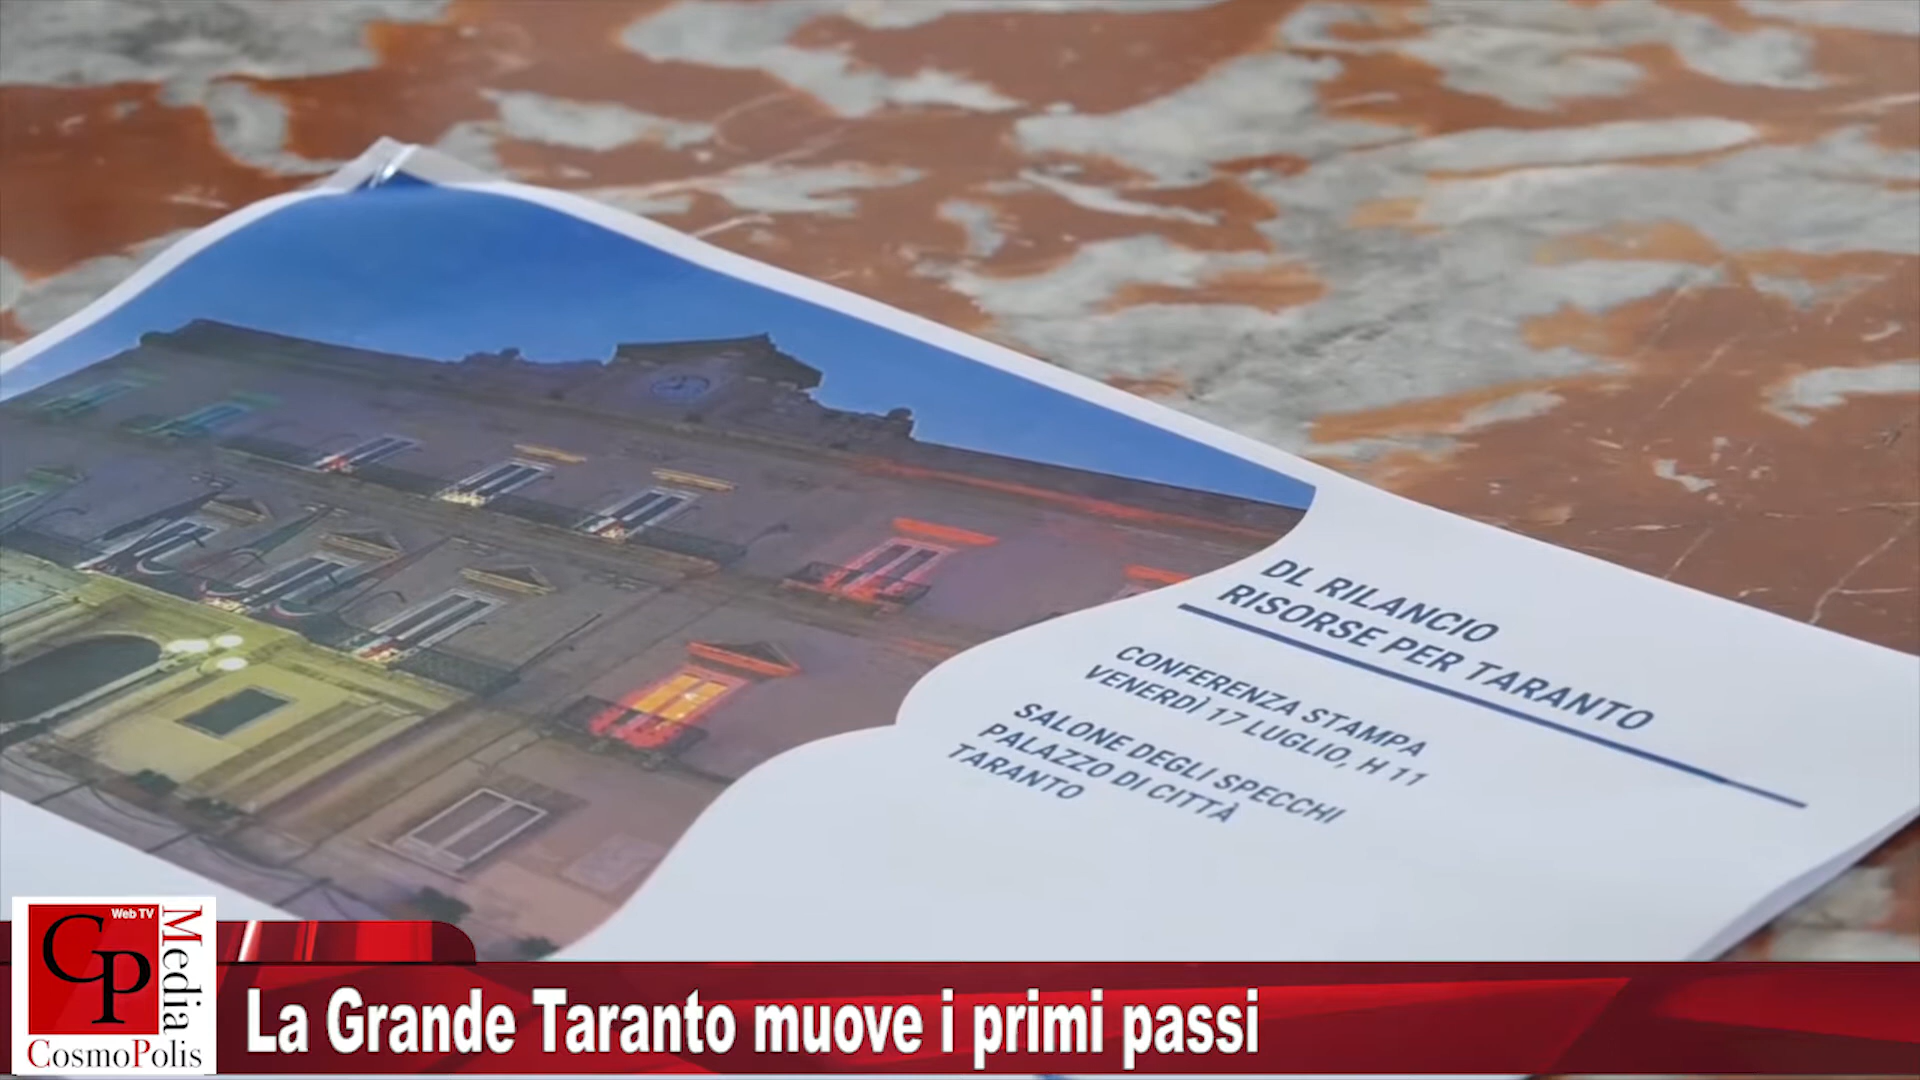 DL RILANCIO
RISORSE PER TARANTO
CONFERENZA STAMPA
VENERDÌ 17 LUGLIO, H 11
SALONE DEGLI SPECCHI
PALAZZO DI CITTÀ
TARANTO
Web TV
CP
Media
CosmoPolis
La Grande Taranto muove i primi passi